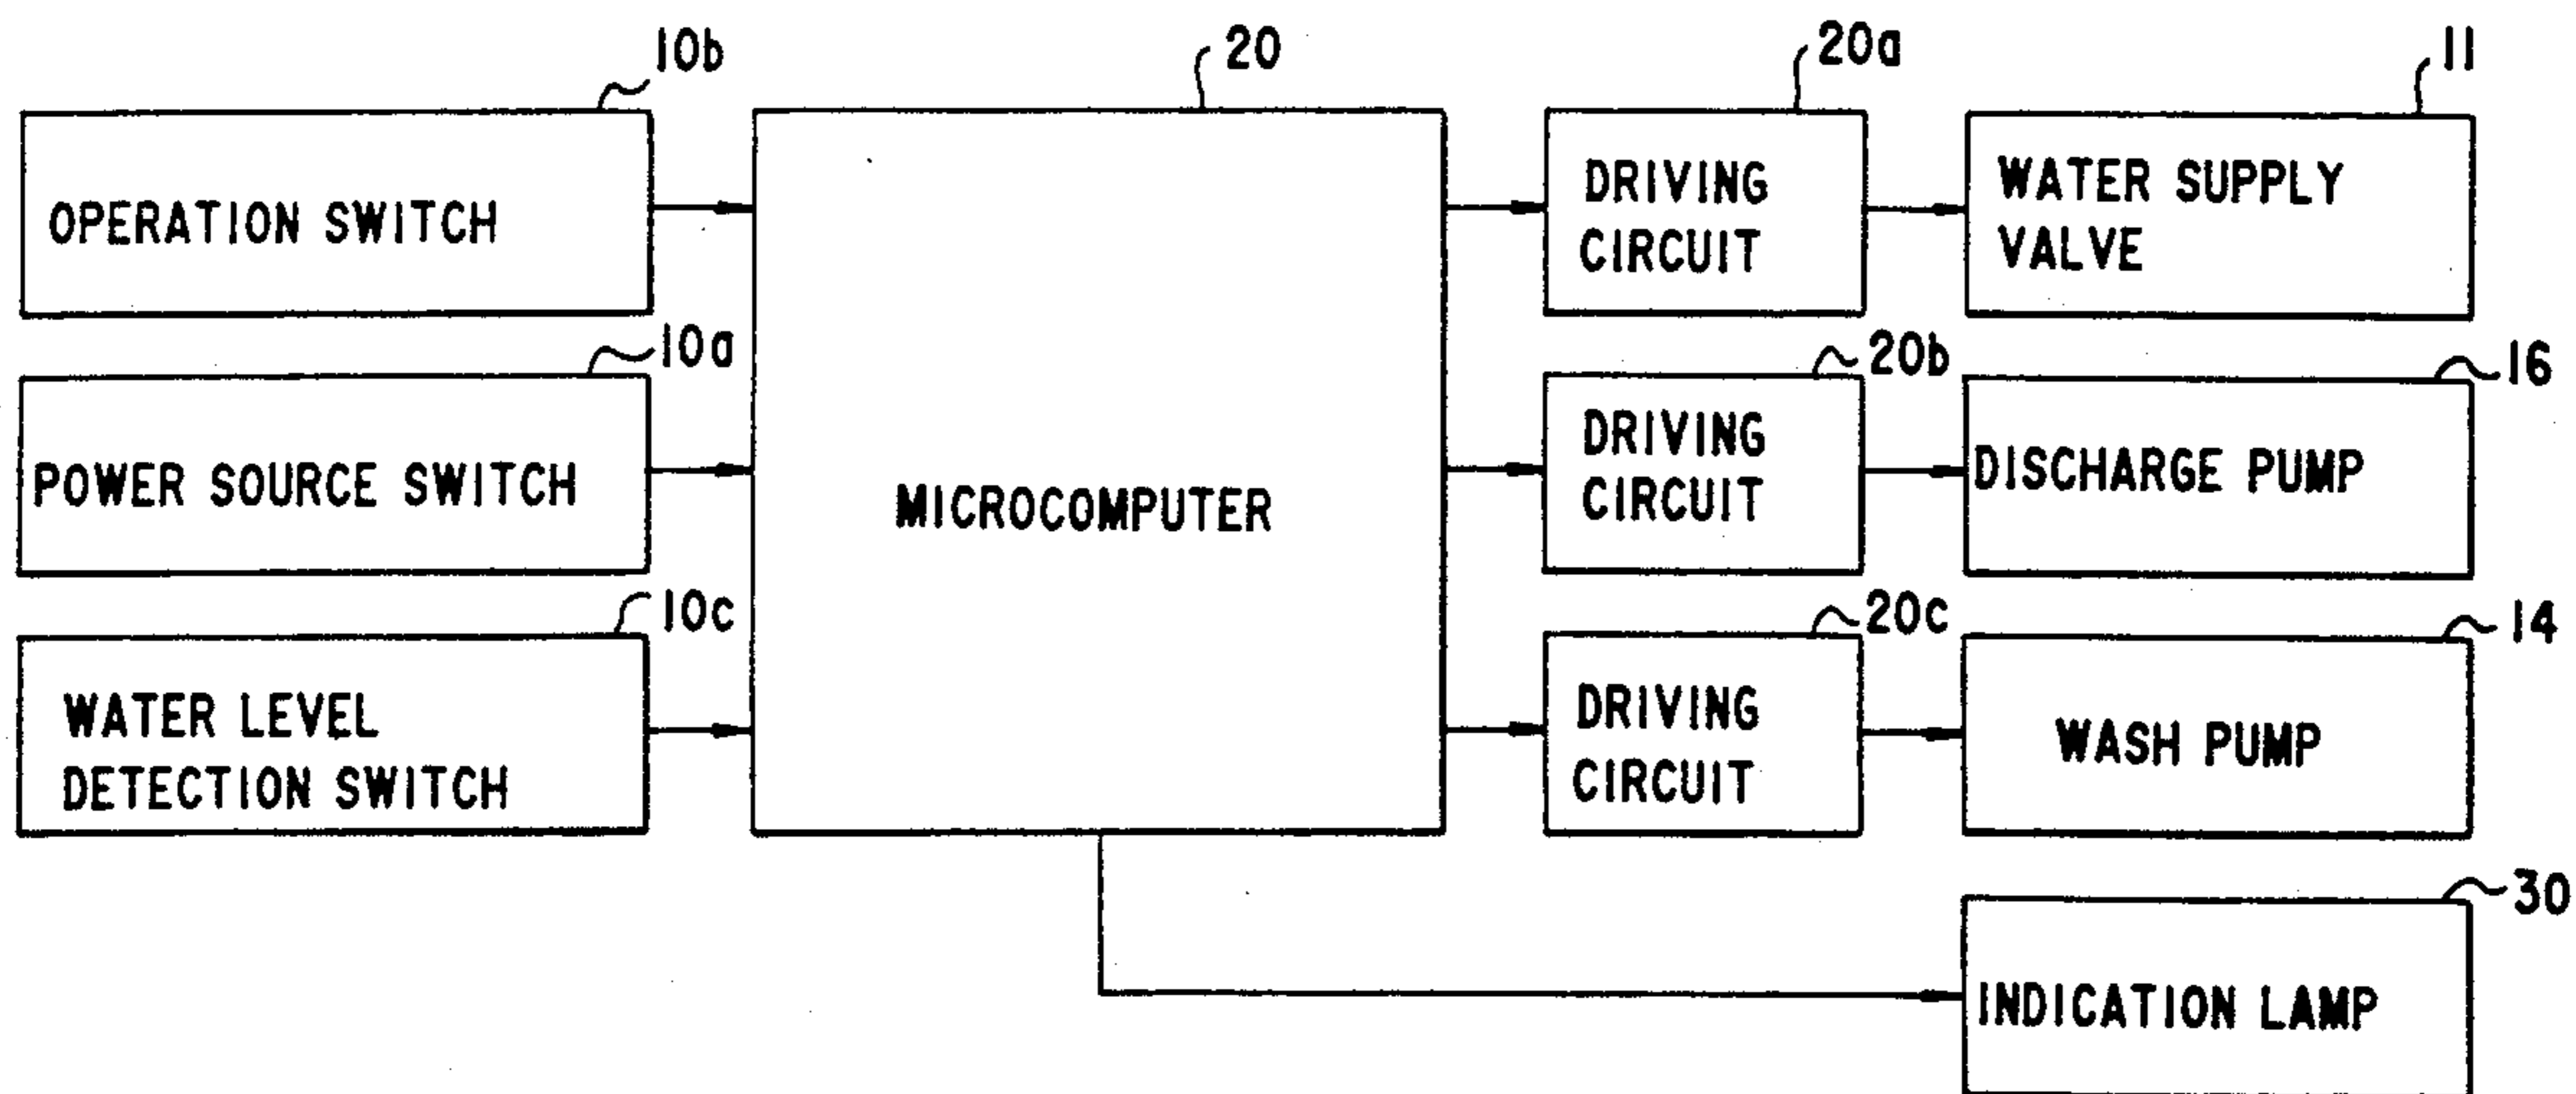 10b
OPERATION SWITCH
10a
POWER SOURCE SWITCH
10c
WATER LEVEL
DETECTION SWITCH
20
MICROCOMPUTER
20a
DRIVING
CIRCUIT
20b
DRIVING
CIRCUIT
20c
DRIVING
CIRCUIT
11
WATER SUPPLY
VALVE
16
DISCHARGE PUMP
14
WASH PUMP
30
INDICATION LAMP